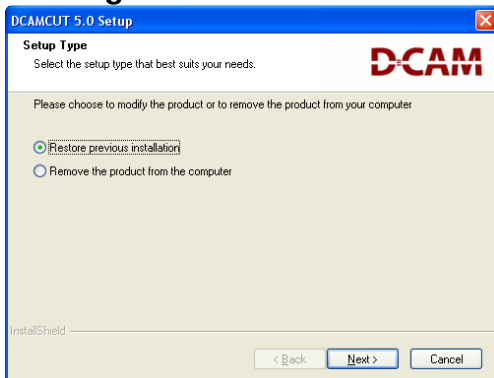 DCAMCUT 5.0 Setup
Setup Type
Select the setup type that best suits your needs.
D-CAM
Please choose to modify the product or to remove the product from your computer
Restore previous installation
Remove the product from the computer
InstallShield
< Back Next > Cancel